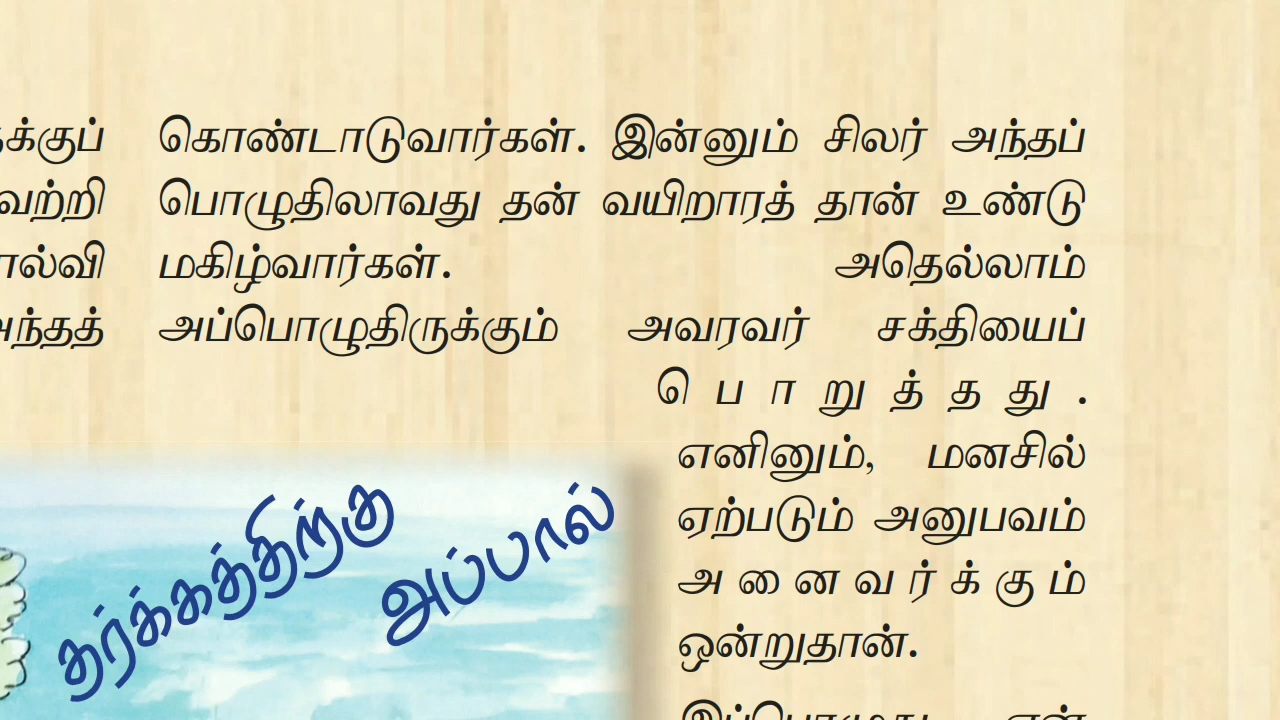 கொண்டாடுவார்கள். இன்னும் சிலர் அந்தப்
பொழுதிலாவது தன் வயிறாரத் தான் உண்டு
மகிழ்வார்கள். அதெல்லாம்
அப்பொழுதிருக்கும் அவரவர் சக்தியைப்
பொறுத்தது.
எனினும், மனசில்
ஏற்படும் அனுபவம்
அனைவர்க்கும்
ஒன்றுதான்.
தர்க்கத்திற்கு
அப்பால்